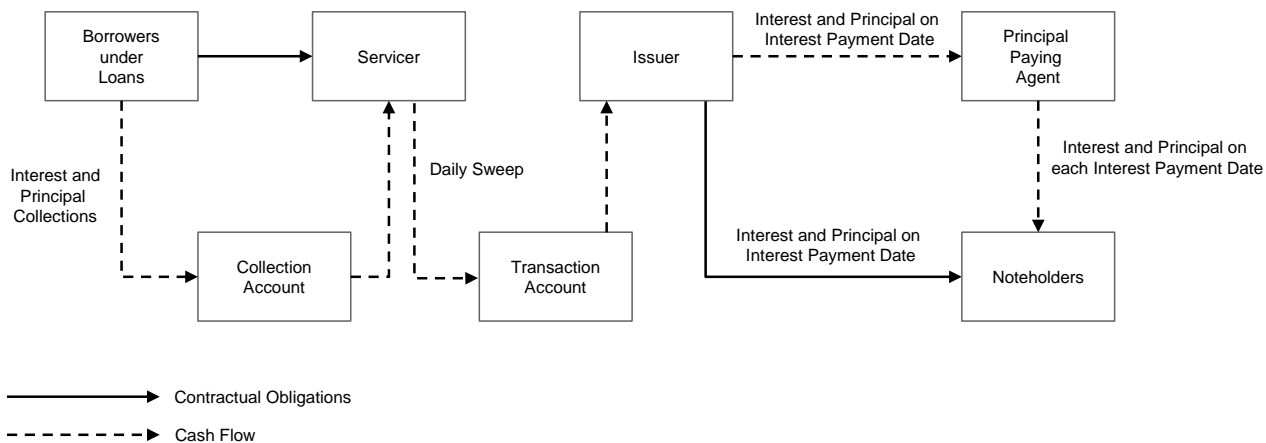 Borrowers
under
Loans
Servicer
Issuer
Interest and Principal on
Interest Payment Date
Principal
Paying
Agent
Interest and
Principal
Collections
Daily Sweep
Interest and Principal on
each Interest Payment Date
Collection
Account
Transaction
Account
Interest and Principal on
Interest Payment Date
Noteholders
Contractual Obligations
Cash Flow